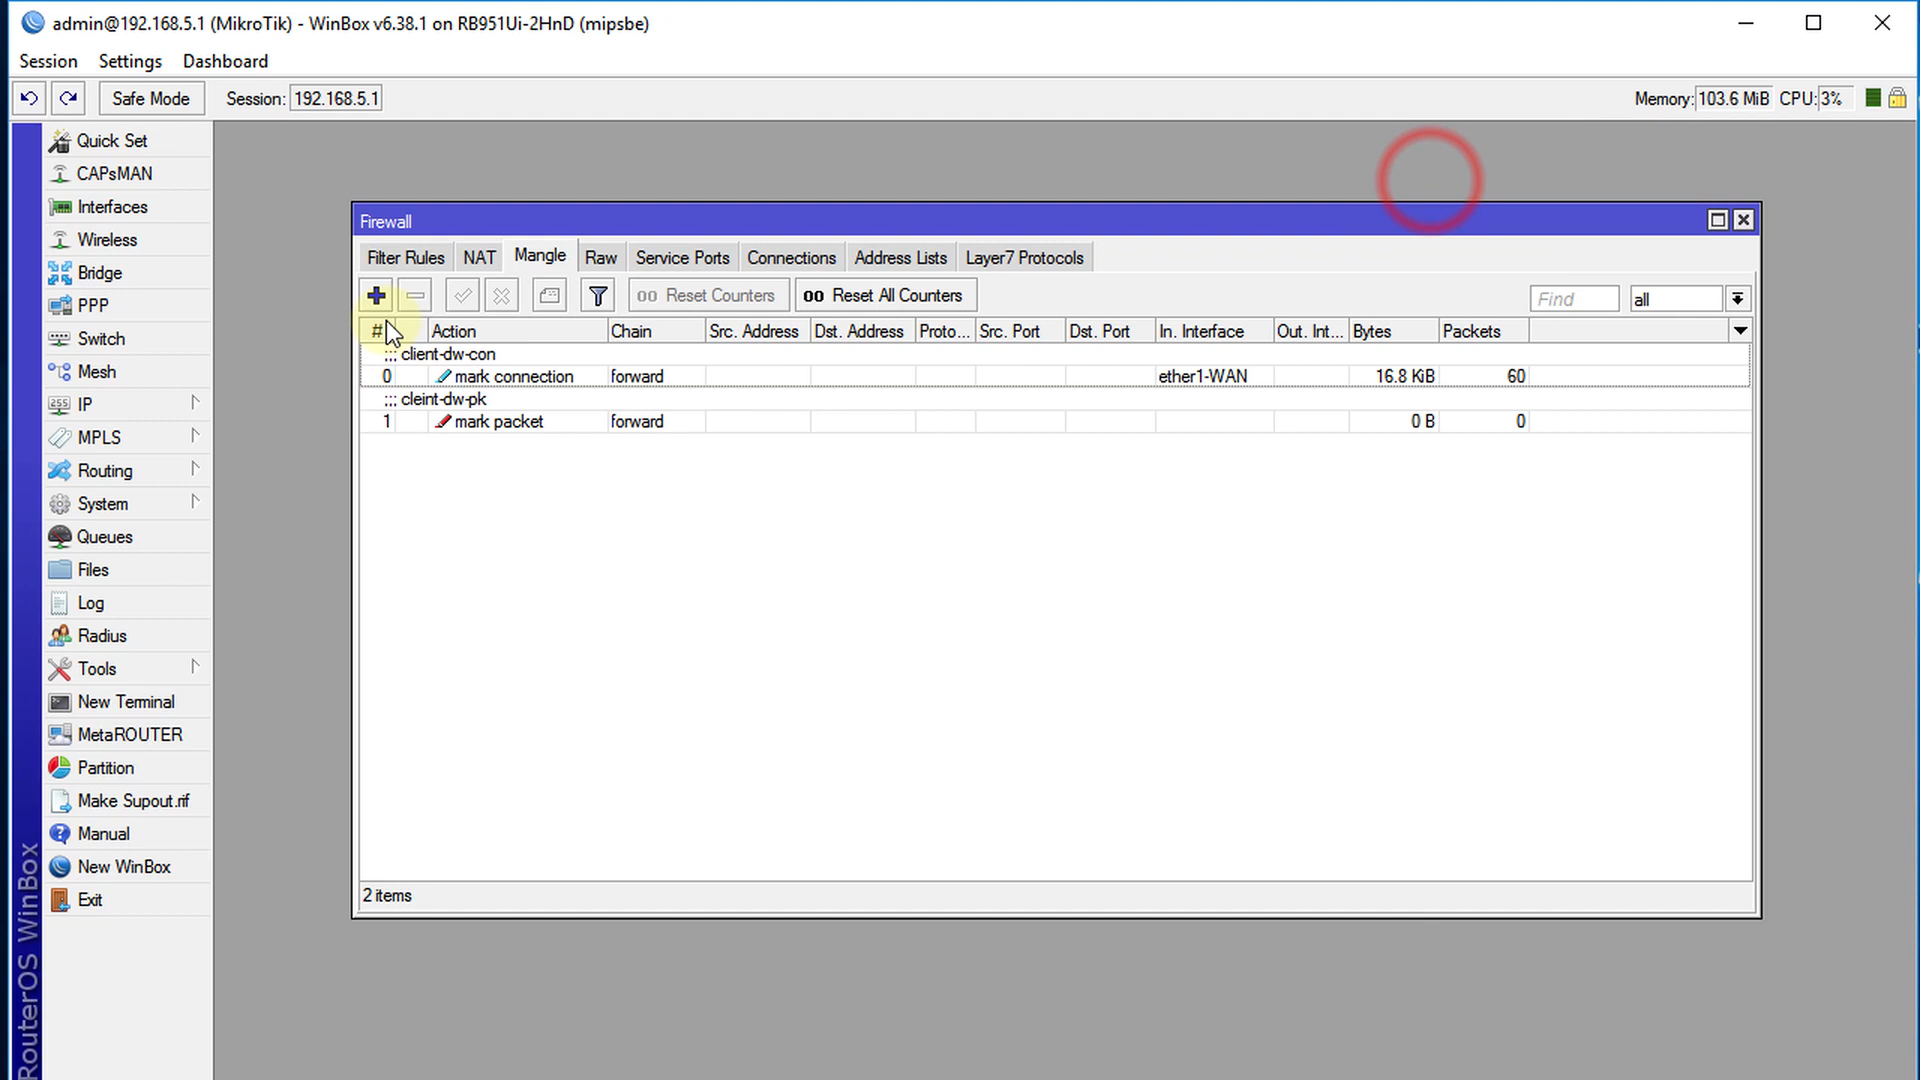 admin@192.168.5.1 (MikroTik) - WinBox v6.38.1 on RB951Ui-2HnD (mipsbe)
Session Settings Dashboard
Safe Mode Session: 192.168.5.1 Memory: 103.6 MiB CPU: 3%
Quick Set
CAPsMAN
Interfaces
Wireless
Bridge
PPP
Switch
Mesh
255 IP
MPLS
Routing
System
Queues
Files
Log
Radius
Tools
New Terminal
MetaROUTER
Partition
Make Supout.rif
Manual
New WinBox
Exit
RouterOS WinBox
Firewall
Filter Rules NAT Mangle Raw Service Ports Connections Address Lists Layer7 Protocols
00 Reset Counters 00 Reset All Counters Find all
# Action Chain Src. Address Dst. Address Proto... Src. Port Dst. Port In. Interface Out. Int... Bytes Packets
::: client-dw-con
0 mark connection forward ether1-WAN 16.8 KiB 60
::: cleint-dw-pk
1 mark packet forward 0 B 0
2 items